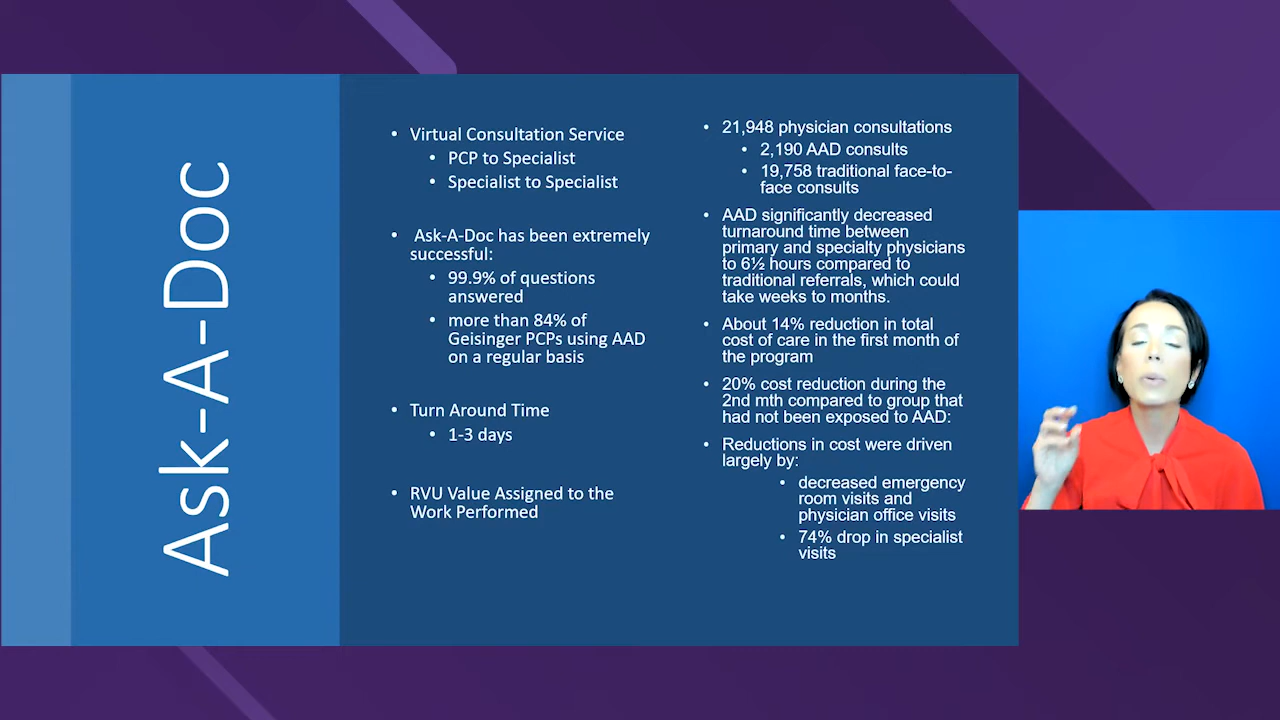 Ask-A-Doc
• Virtual Consultation Service
• PCP to Specialist
• Specialist to Specialist
• Ask-A-Doc has been extremely
successful:
• 99.9% of questions
answered
• more than 84% of
Geisinger PCPs using AAD
on a regular basis
• Turn Around Time
• 1-3 days
• RVU Value Assigned to the
Work Performed
• 21,948 physician consultations
• 2,190 AAD consults
• 19,758 traditional face-to-
face consults
• AAD significantly decreased
turnaround time between
primary and specialty physicians
to 6½ hours compared to
traditional referrals, which could
take weeks to months.
• About 14% reduction in total
cost of care in the first month of
the program
• 20% cost reduction during the
2nd mth compared to group that
had not been exposed to AAD:
• Reductions in cost were driven
largely by:
• decreased emergency
room visits and
physician office visits
• 74% drop in specialist
visits